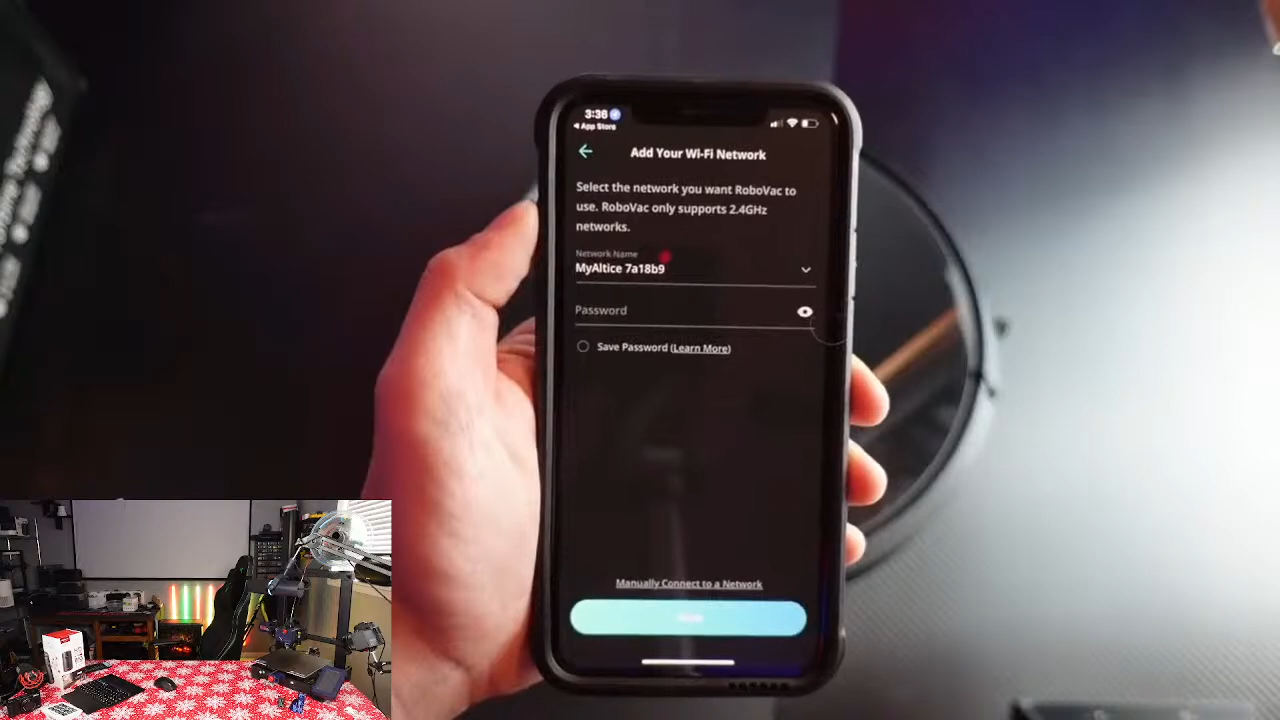 3:36
◀ App Store
Add Your Wi-Fi Network
Select the network you want RoboVac to
use. RoboVac only supports 2.4GHz
networks.
Network Name
MyAltice 7a18b9
Password
Save Password (Learn More)
Manually Connect to a Network